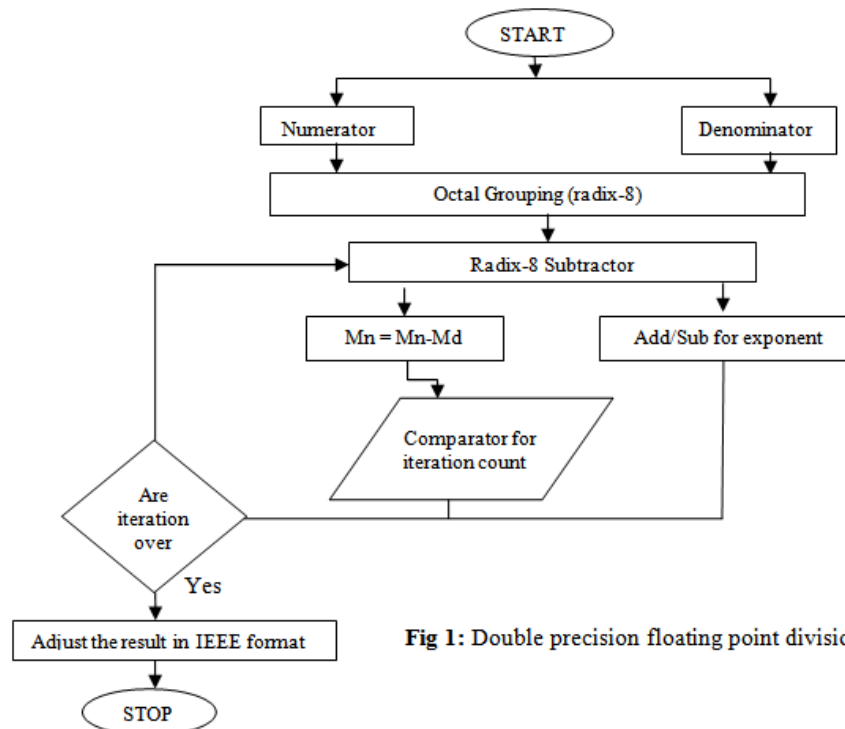 START
Numerator
Denominator
Octal Grouping (radix-8)
Radix-8 Subtractor
Mn = Mn-Md
Add/Sub for exponent
Comparator for
iteration count
Are
iteration
over
Yes
Adjust the result in IEEE format
Fig 1: Double precision floating point divisio
STOP